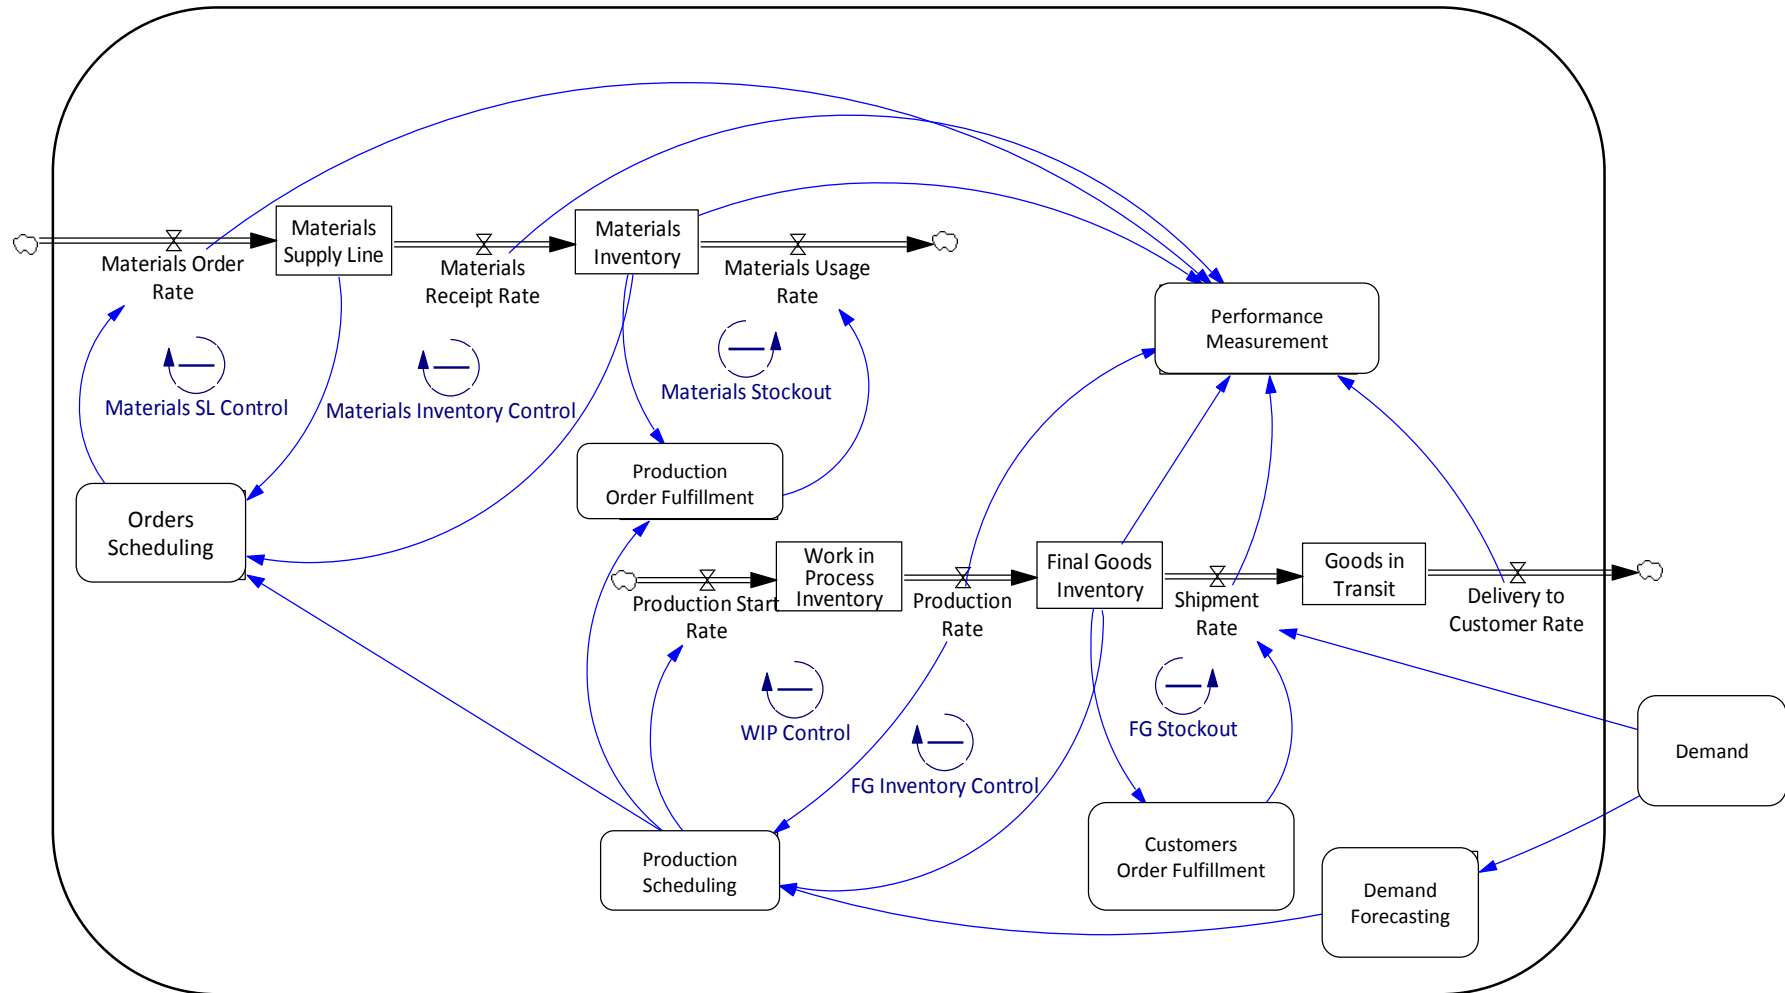 Materials Order
Rate
Materials
Supply Line
Materials
Receipt Rate
Materials
Inventory
Materials Usage
Rate
Performance
Measurement
Materials SL Control
Materials Inventory Control
Materials Stockout
Orders
Scheduling
Production
Order Fulfillment
Production Start
Rate
Work in
Process
Inventory
Production
Rate
Final Goods
Inventory
Shipment
Rate
Goods in
Transit
Delivery to
Customer Rate
WIP Control
FG Inventory Control
FG Stockout
Demand
Production
Scheduling
Customers
Order Fulfillment
Demand
Forecasting